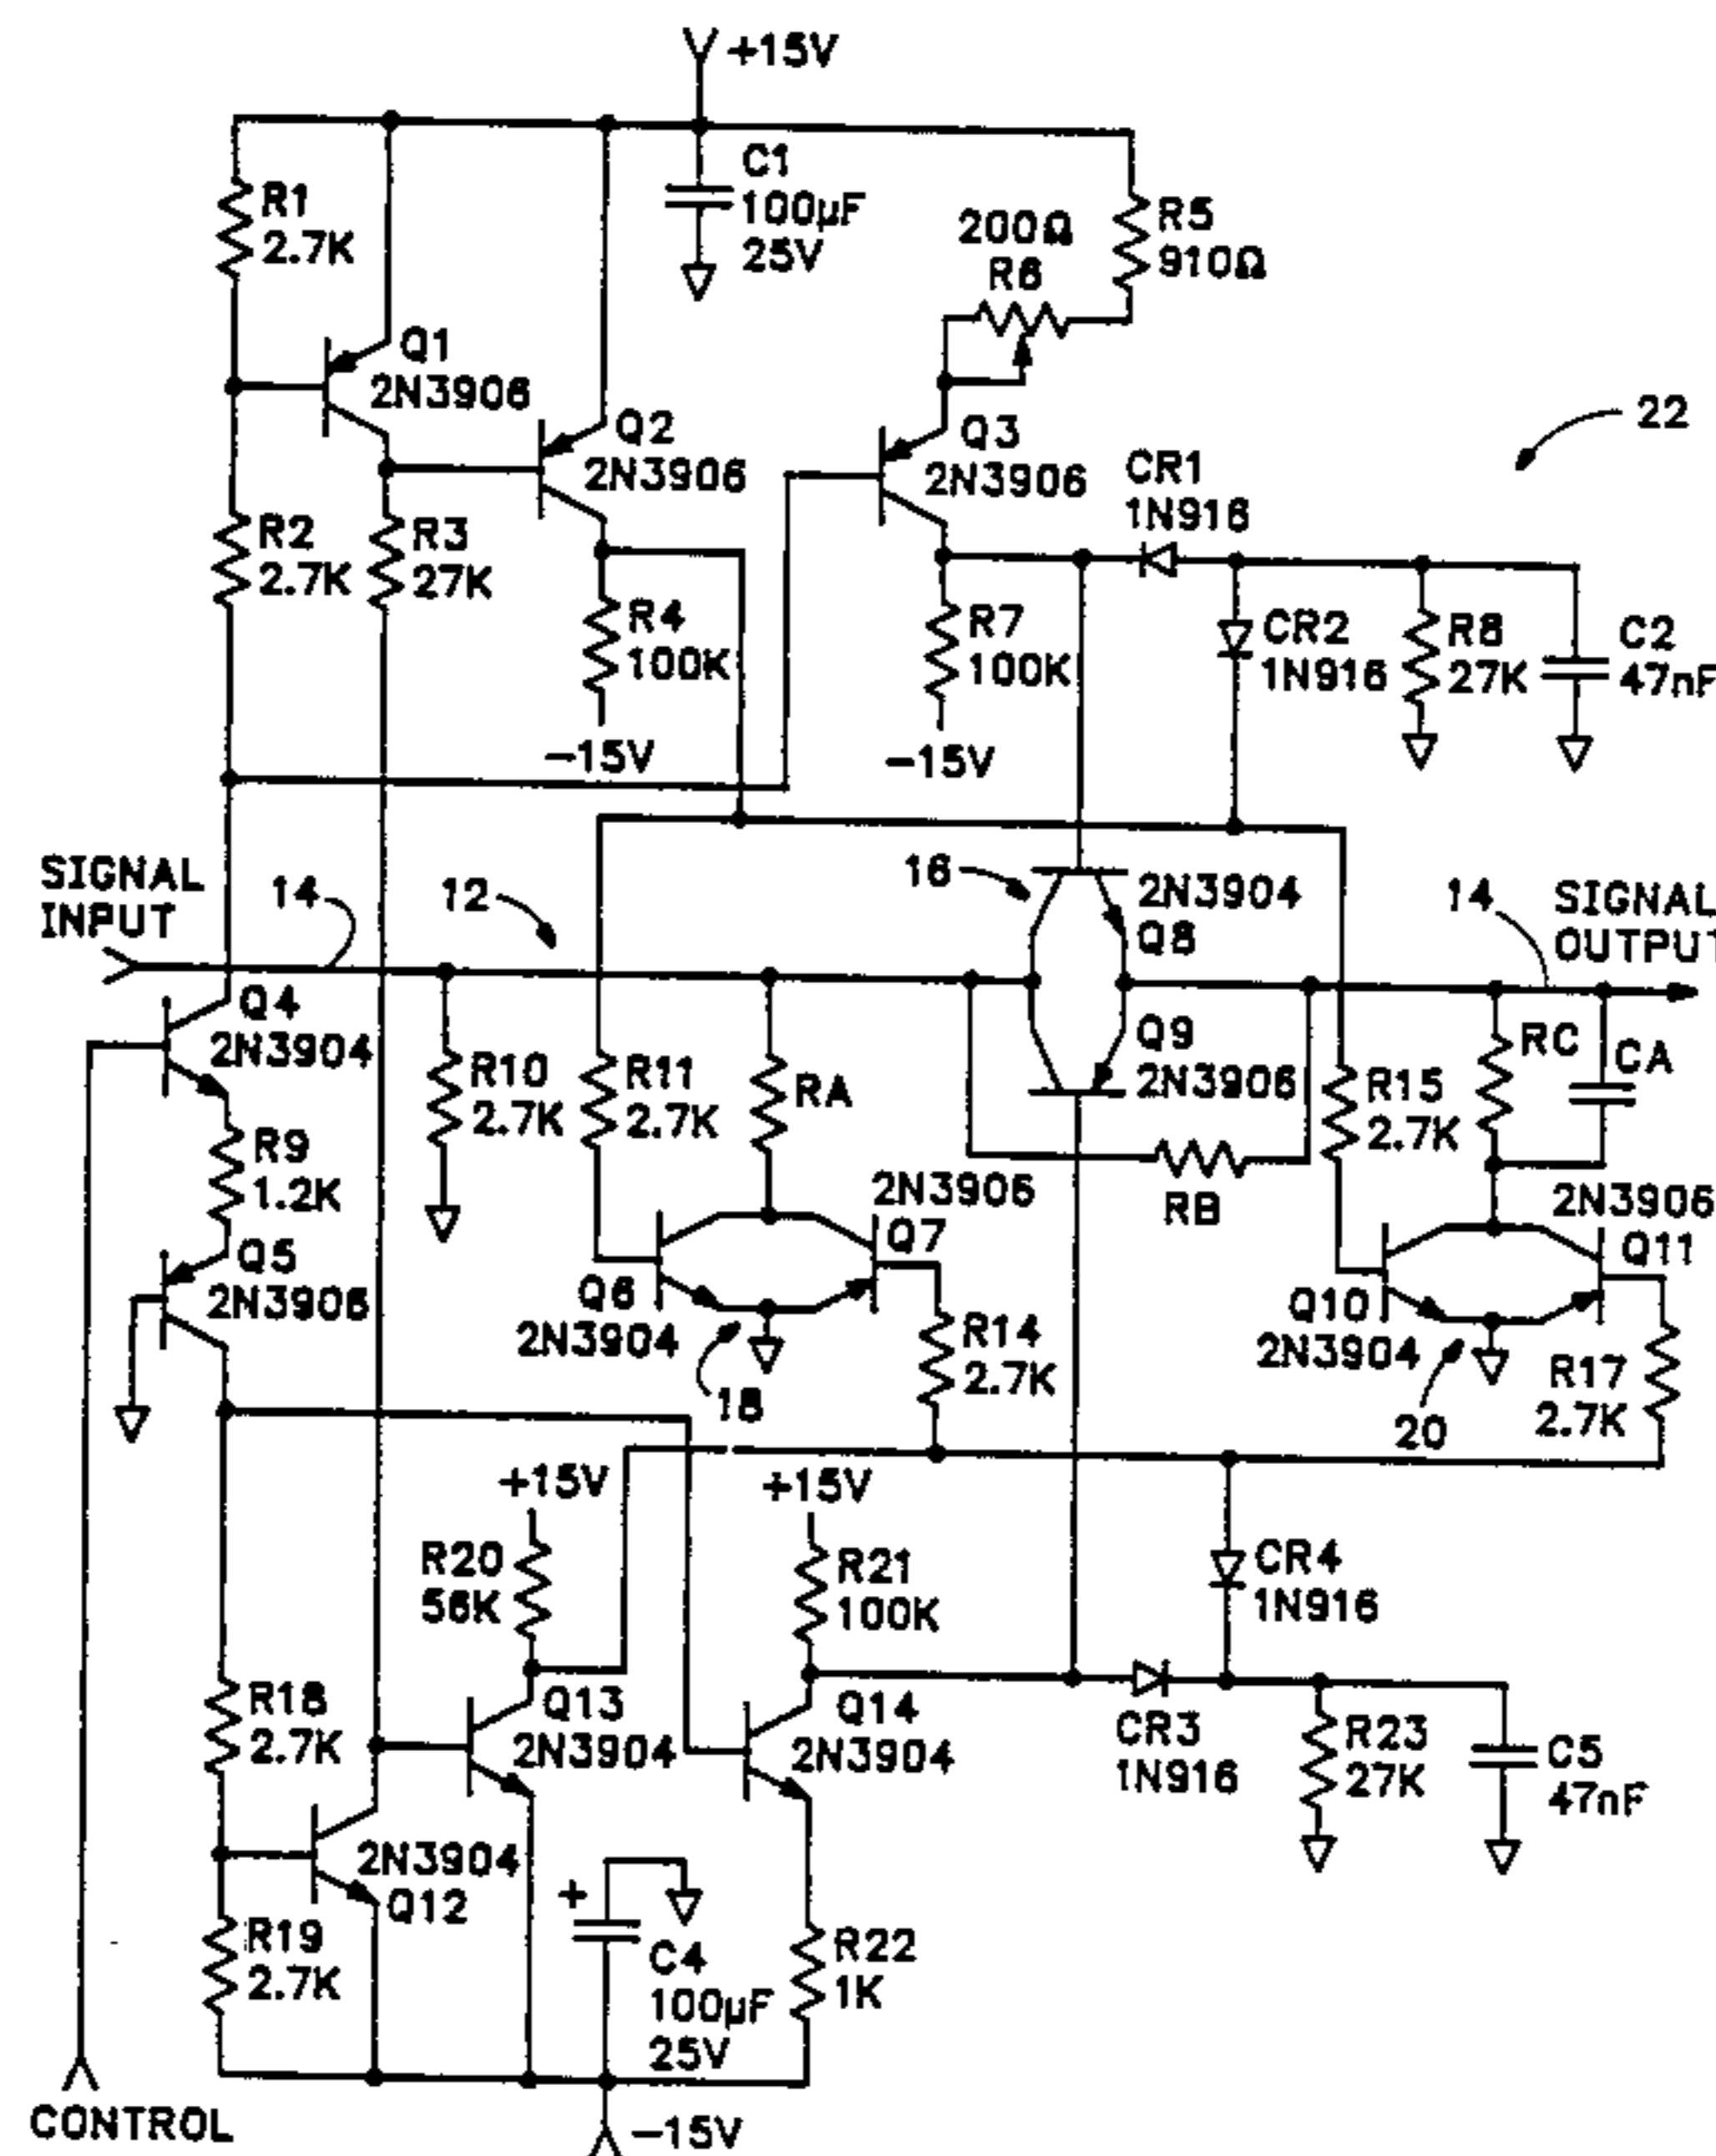 +15V
R1
2.7K
C1
100µF
25V
200Ω
R6
R5
910Ω
Q1
2N3906
Q2
2N3906
Q3
2N3906
CR1
1N916
22
R2
2.7K
R3
27K
R4
100K
-15V
R7
100K
-15V
CR2
1N916
R8
27K
C2
47nF
SIGNAL
INPUT
14
12
16
2N3904
Q8
14
SIGNAL
OUTPUT
Q4
2N3904
R10
2.7K
R11
2.7K
RA
Q9
2N3906
R15
2.7K
RC
CA
R9
1.2K
Q5
2N3906
2N3906
Q7
RB
2N3906
Q11
Q6
2N3904
18
R14
2.7K
Q10
2N3904
20
R17
2.7K
+15V
R20
56K
+15V
R21
100K
CR4
1N916
R18
2.7K
Q13
2N3904
Q14
2N3904
CR3
1N916
R23
27K
C5
47nF
2N3904
Q12
R19
2.7K
+
C4
100µF
25V
R22
1K
CONTROL
-15V